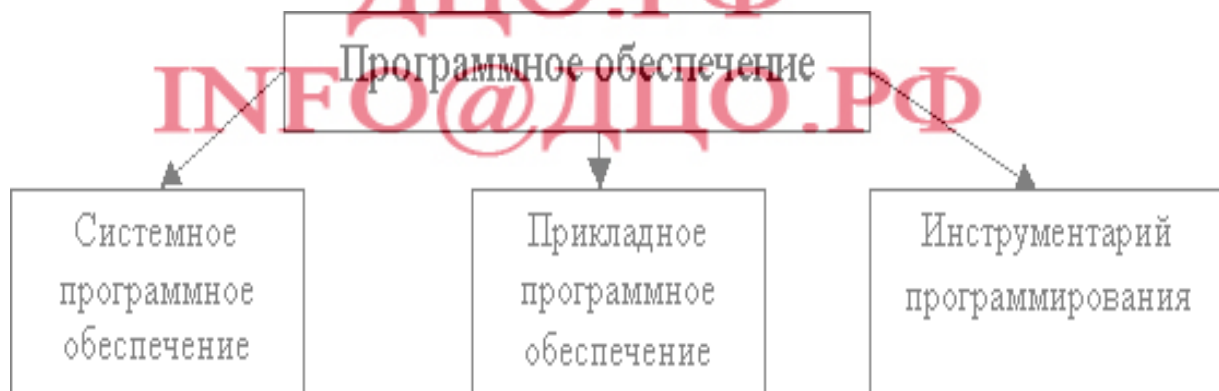 ДЦО.РФ
Программное обеспечение
INFO@ДЦО.РФ
Системное
программное
обеспечение
Прикладное
программное
обеспечение
Инструментарий
программирования